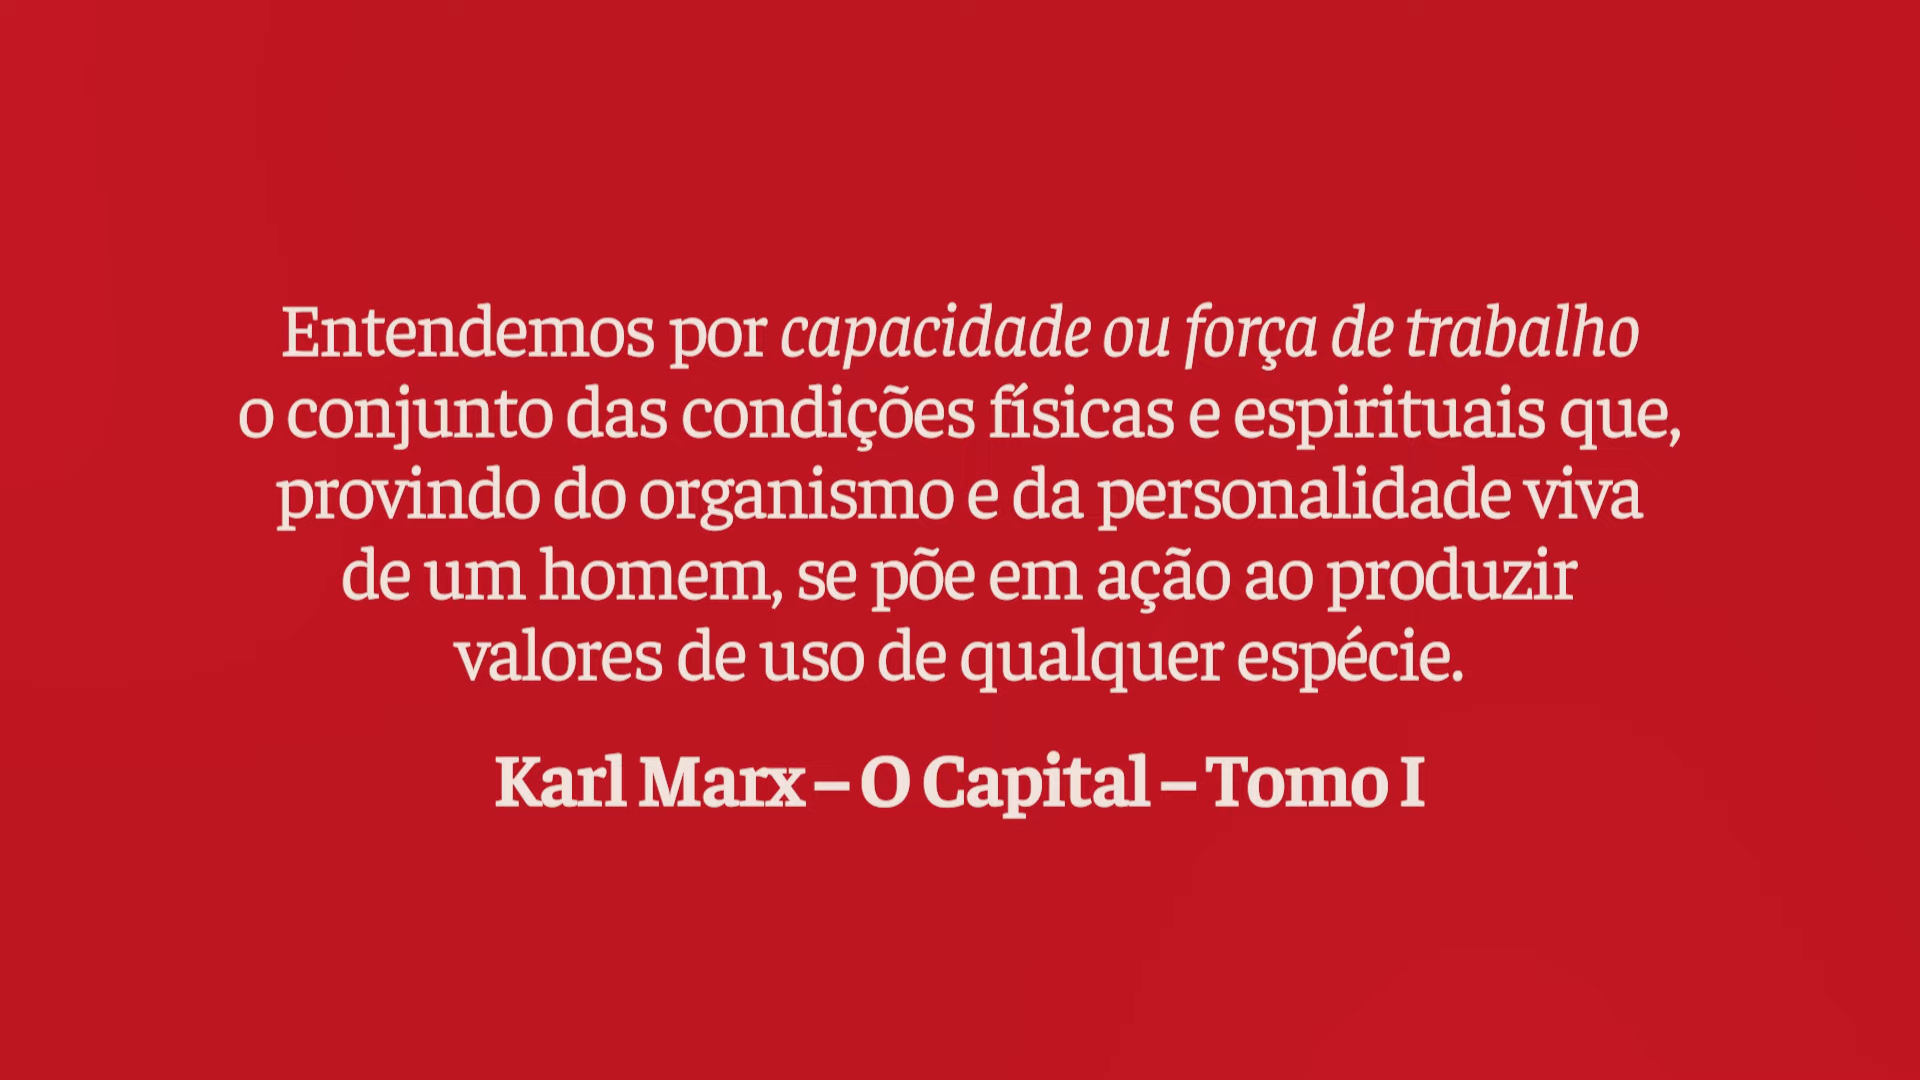 Entendemos por capacidade ou força de trabalho
o conjunto das condições físicas e espirituais que,
provindo do organismo e da personalidade viva
de um homem, se põe em ação ao produzir
valores de uso de qualquer espécie.
Karl Marx – O Capital – Tomo I